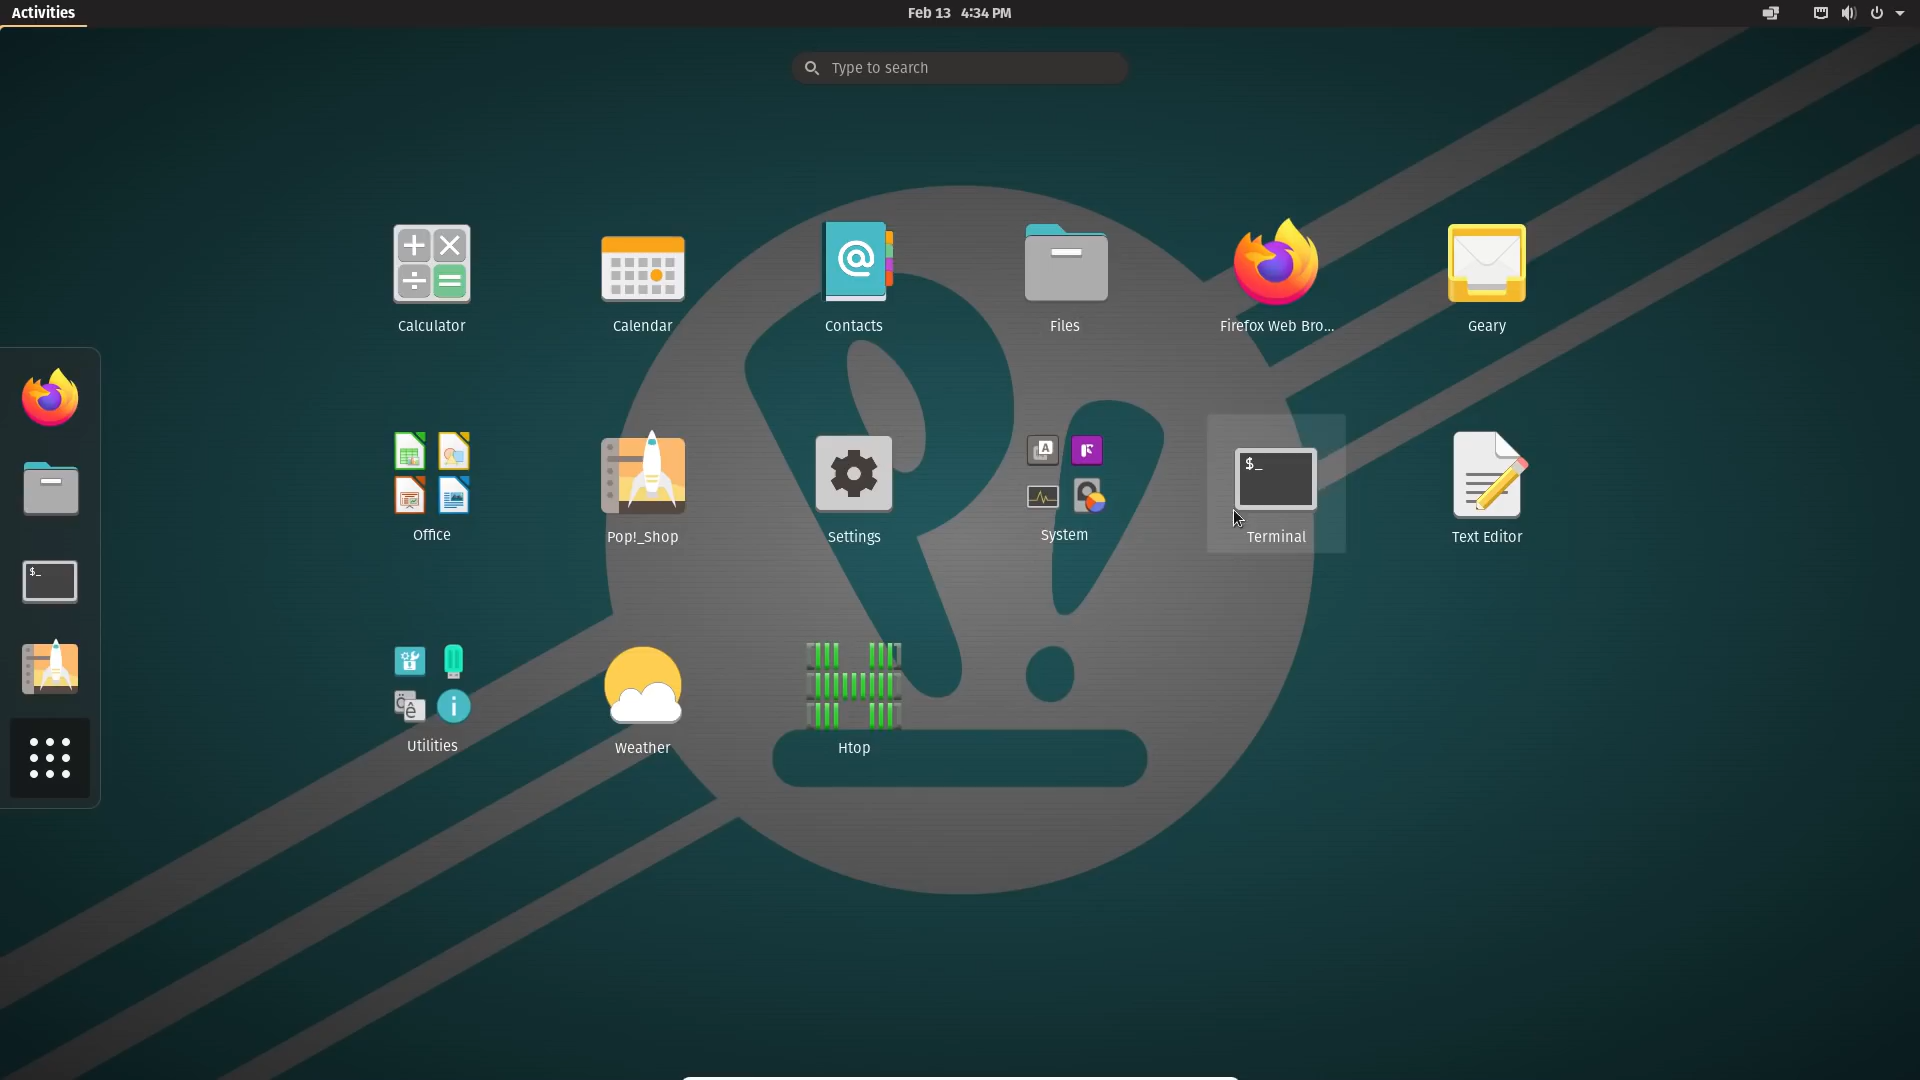 Activities
Feb 13 4:34 PM
Type to search
Calculator
Calendar
Contacts
Files
Firefox Web Bro...
Geary
$_
Office
Pop!_Shop
Settings
System
Terminal
Text Editor
$_
Utilities
Weather
Htop